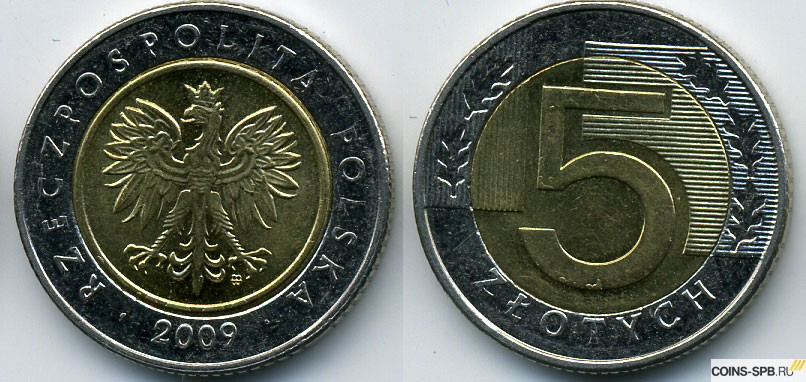 RZECZPOSPOLITA POLSKA
· 2009 ·
5
ZŁOTYCH
COINS-SPB.RU